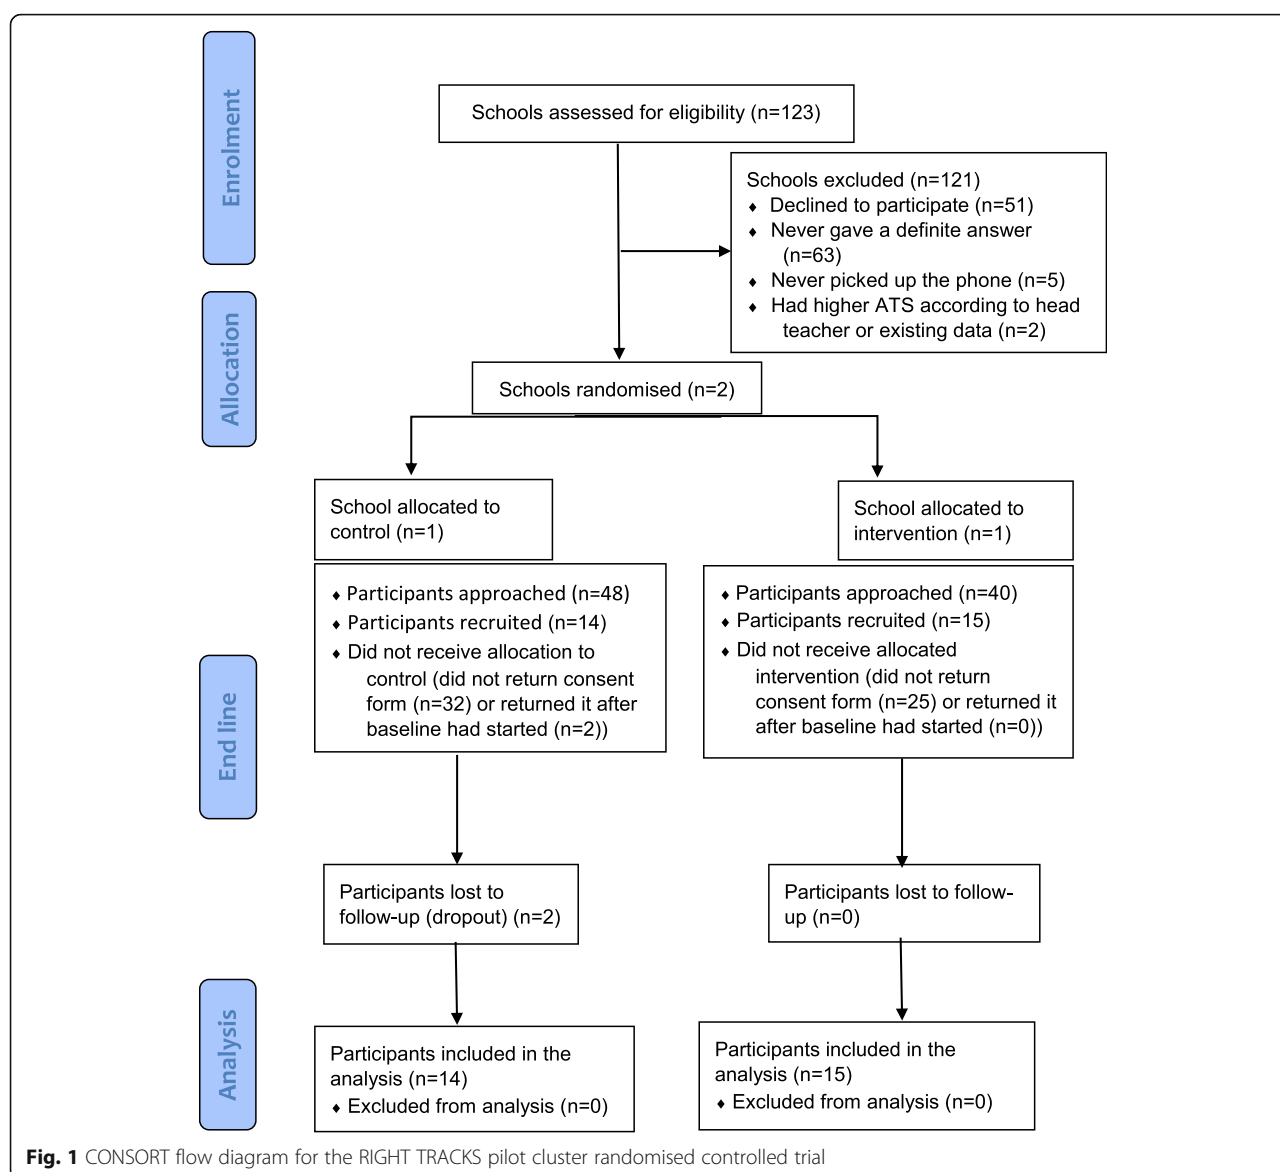 Enrolment
Schools assessed for eligibility (n=123)
Schools excluded (n=121)
♦ Declined to participate (n=51)
♦ Never gave a definite answer
(n=63)
♦ Never picked up the phone (n=5)
♦ Had higher ATS according to head
teacher or existing data (n=2)
Allocation
Schools randomised (n=2)
School allocated to
control (n=1)
School allocated to
intervention (n=1)
End line
♦ Participants approached (n=48)
♦ Participants recruited (n=14)
♦ Did not receive allocation to
control (did not return consent
form (n=32) or returned it after
baseline had started (n=2))
♦ Participants approached (n=40)
♦ Participants recruited (n=15)
♦ Did not receive allocated
intervention (did not return
consent form (n=25) or returned it
after baseline had started (n=0))
Participants lost to
follow-up (dropout) (n=2)
Participants lost to follow-
up (n=0)
Analysis
Participants included in the
analysis (n=14)
♦ Excluded from analysis (n=0)
Participants included in the
analysis (n=15)
♦ Excluded from analysis (n=0)
Fig. 1 CONSORT flow diagram for the RIGHT TRACKS pilot cluster randomised controlled trial